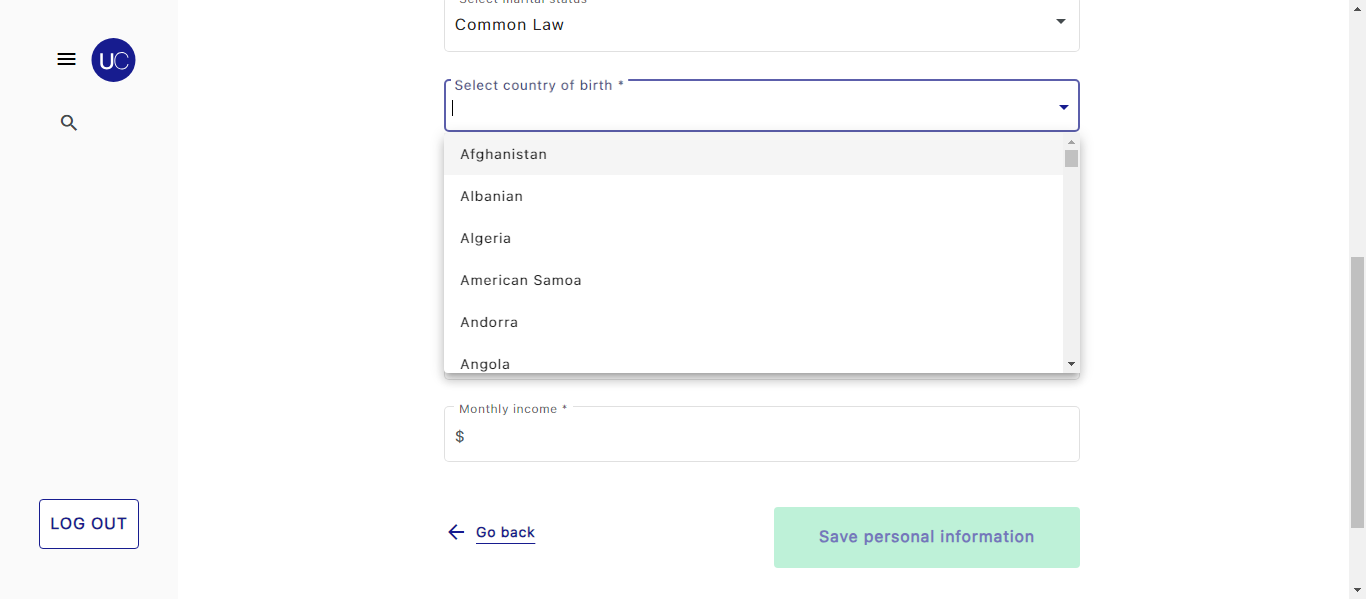 Select marital status
Common Law
UC
Select country of birth *
Afghanistan
Albanian
Algeria
American Samoa
Andorra
Angola
Monthly income *
$
LOG OUT
Go back
Save personal information